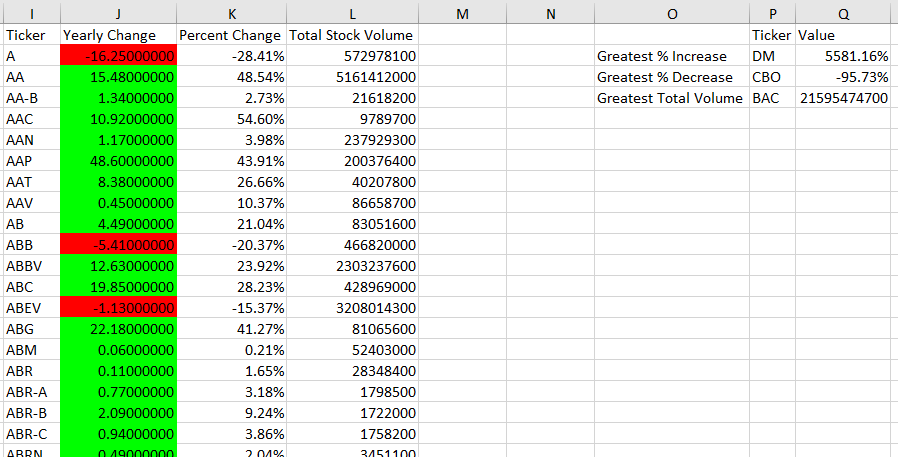 I J K L M N O P Q
Ticker Yearly Change Percent Change Total Stock Volume Ticker Value
A -16.25000000 -28.41% 572978100 Greatest % Increase DM 5581.16%
AA 15.48000000 48.54% 5161412000 Greatest % Decrease CBO -95.73%
AA-B 1.34000000 2.73% 21618200 Greatest Total Volume BAC 21595474700
AAC 10.92000000 54.60% 9789700
AAN 1.17000000 3.98% 237929300
AAP 48.60000000 43.91% 200376400
AAT 8.38000000 26.66% 40207800
AAV 0.45000000 10.37% 86658700
AB 4.49000000 21.04% 83051600
ABB -5.41000000 -20.37% 466820000
ABBV 12.63000000 23.92% 2303237600
ABC 19.85000000 28.23% 428969000
ABEV -1.13000000 -15.37% 3208014300
ABG 22.18000000 41.27% 81065600
ABM 0.06000000 0.21% 52403000
ABR 0.11000000 1.65% 28348400
ABR-A 0.77000000 3.18% 1798500
ABR-B 2.09000000 9.24% 1722000
ABR-C 0.94000000 3.86% 1758200
ABRN 0.49000000 2.04% 3451100